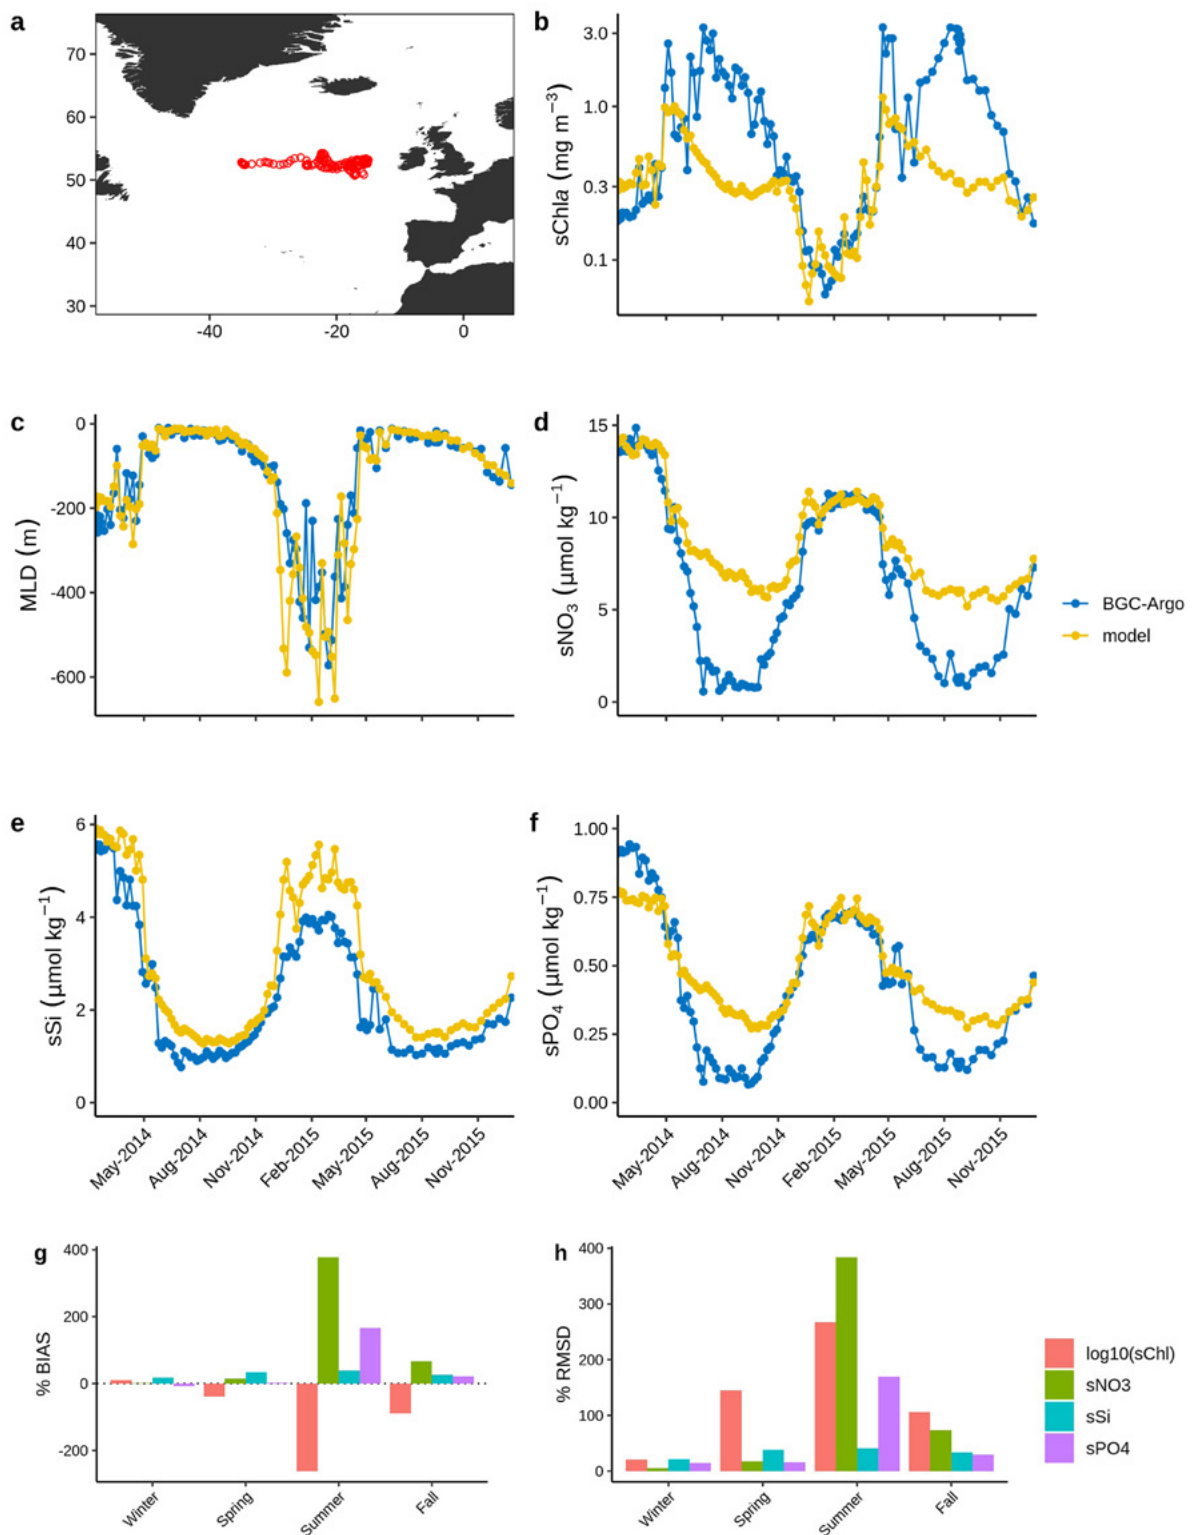 a
70
60
50
40
30
-40
-20
0
b
sChla (mg m⁻³)
3.0
1.0
0.3
0.1
c
MLD (m)
0
-200
-400
-600
d
sNO₃ (μmol kg⁻¹)
15
10
5
0
BGC-Argo
model
e
sSi (μmol kg⁻¹)
6
4
2
0
May-2014
Aug-2014
Nov-2014
Feb-2015
May-2015
Aug-2015
Nov-2015
f
sPO₄ (μmol kg⁻¹)
1.00
0.75
0.50
0.25
0.00
May-2014
Aug-2014
Nov-2014
Feb-2015
May-2015
Aug-2015
Nov-2015
g
% BIAS
400
200
0
-200
Winter
Spring
Summer
Fall
h
% RMSD
400
300
200
100
0
Winter
Spring
Summer
Fall
log10(sChl)
sNO3
sSi
sPO4